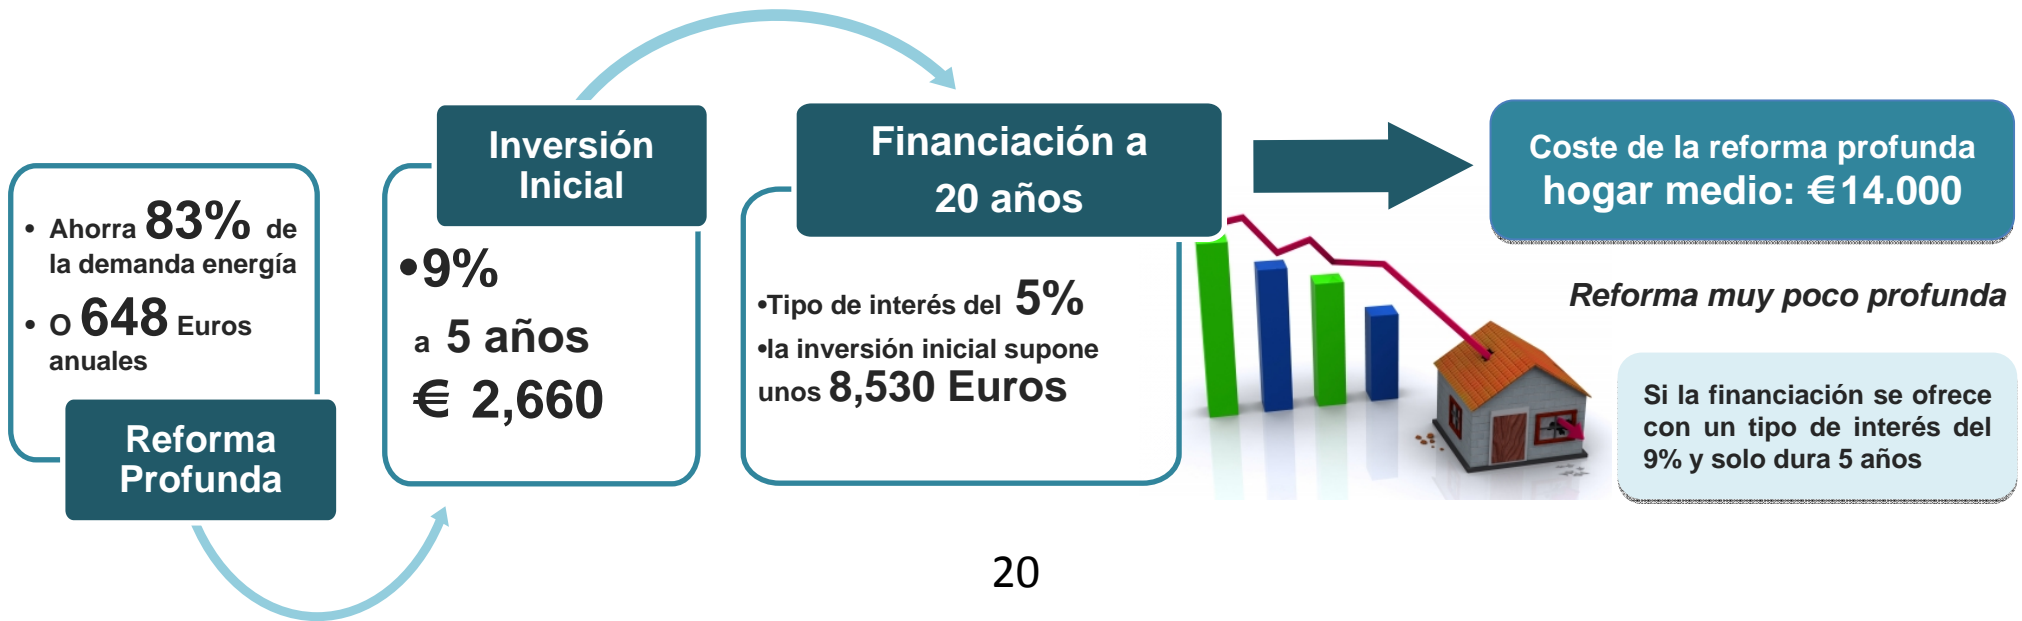 • Ahorra 83% de
la demanda energía
• O 648 Euros
anuales
Reforma
Profunda
Inversión
Inicial
•9%
a 5 años
€ 2,660
Financiación a
20 años
•Tipo de interés del 5%
•la inversión inicial supone
unos 8,530 Euros
Coste de la reforma profunda
hogar medio: €14.000
Reforma muy poco profunda
Si la financiación se ofrece
con un tipo de interés del
9% y solo dura 5 años
20